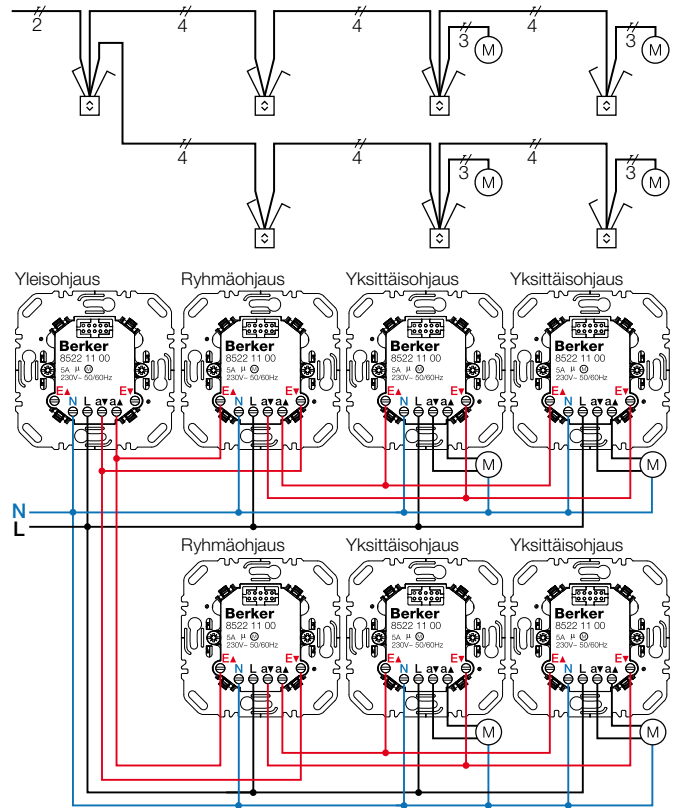 2 4 4 3 M 4 3 M
4 4 3 M 4 3 M
Yleisohjaus Ryhmäohjaus Yksittäisohjaus Yksittäisohjaus
Berker
8522 11 00
5A µ M
230V~ 50/60Hz
E▲ N L a▼ a▲ E▼
Berker
8522 11 00
5A µ M
230V~ 50/60Hz
E▲ N L a▼ a▲ E▼
Berker
8522 11 00
5A µ M
230V~ 50/60Hz
E▲ N L a▼ a▲ E▼
M
Berker
8522 11 00
5A µ M
230V~ 50/60Hz
E▲ N L a▼ a▲ E▼
M
N
L
Ryhmäohjaus Yksittäisohjaus Yksittäisohjaus
Berker
8522 11 00
5A µ M
230V~ 50/60Hz
E▲ N L a▼ a▲ E▼
Berker
8522 11 00
5A µ M
230V~ 50/60Hz
E▲ N L a▼ a▲ E▼
M
Berker
8522 11 00
5A µ M
230V~ 50/60Hz
E▲ N L a▼ a▲ E▼
M